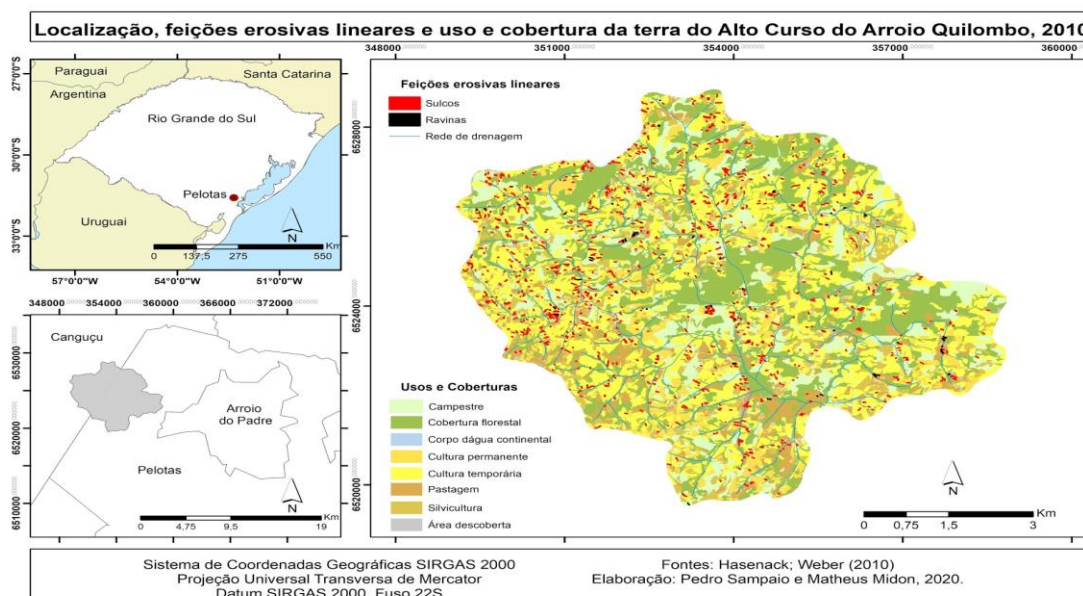 Localização, feições erosivas lineares e uso e cobertura da terra do Alto Curso do Arroio Quilombo, 2010
Paraguai
Santa Catarina
Argentina
Rio Grande do Sul
Pelotas
Uruguai
N
Km
0 137,5 275 550
27°0'0"S
30°0'0"S
33°0'0"S
57°0'0"W 54°0'0"W 51°0'0"W
348000 354000 360000 366000 372000
Canguçu
Arroio
do Padre
Pelotas
N
Km
0 4,75 9,5 19
6530000
6520000
6510000
348000 351000 354000 357000 360000
6528000
6524000
6520000
Feições erosivas lineares
Sulcos
Ravinas
Rede de drenagem
Usos e Coberturas
Campestre
Cobertura florestal
Corpo dágua continental
Cultura permanente
Cultura temporária
Pastagem
Silvicultura
Área descoberta
N
Km
0 0,75 1,5 3
Sistema de Coordenadas Geográficas SIRGAS 2000
Projeção Universal Transversa de Mercator
Datum SIRGAS 2000, Fuso 22S
Fontes: Hasenack; Weber (2010)
Elaboração: Pedro Sampaio e Matheus Midon, 2020.